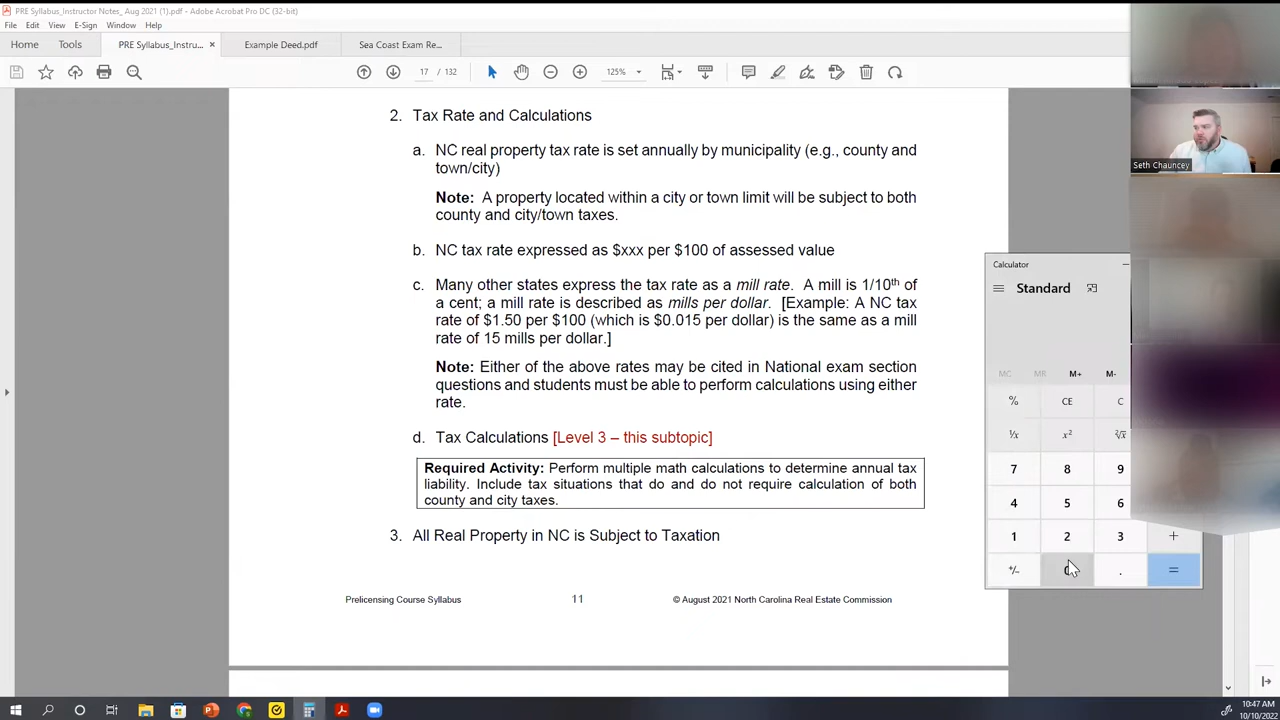 PRE Syllabus_Instructor Notes_ Aug 2021 (1).pdf - Adobe Acrobat Pro DC (32-bit)
File Edit View E-Sign Window Help
Home Tools PRE Syllabus_Instru... × Example Deed.pdf Sea Coast Exam Re...
17 / 132 125%
2. Tax Rate and Calculations
a. NC real property tax rate is set annually by municipality (e.g., county and
town/city)
Note: A property located within a city or town limit will be subject to both
county and city/town taxes.
b. NC tax rate expressed as $xxx per $100 of assessed value
c. Many other states express the tax rate as a mill rate. A mill is 1/10th of
a cent; a mill rate is described as mills per dollar. [Example: A NC tax
rate of $1.50 per $100 (which is $0.015 per dollar) is the same as a mill
rate of 15 mills per dollar.]
Note: Either of the above rates may be cited in National exam section
questions and students must be able to perform calculations using either
rate.
d. Tax Calculations [Level 3 – this subtopic]
Required Activity: Perform multiple math calculations to determine annual tax
liability. Include tax situations that do and do not require calculation of both
county and city taxes.
3. All Real Property in NC is Subject to Taxation
Prelicensing Course Syllabus 11 © August 2021 North Carolina Real Estate Commission
Seth Chauncey
Calculator
Standard
MC MR M+ M-
% CE C
⅟x x² ²√x
7 8 9
4 5 6
1 2 3 +
+/- 0 . =
10:47 AM
10/10/2022